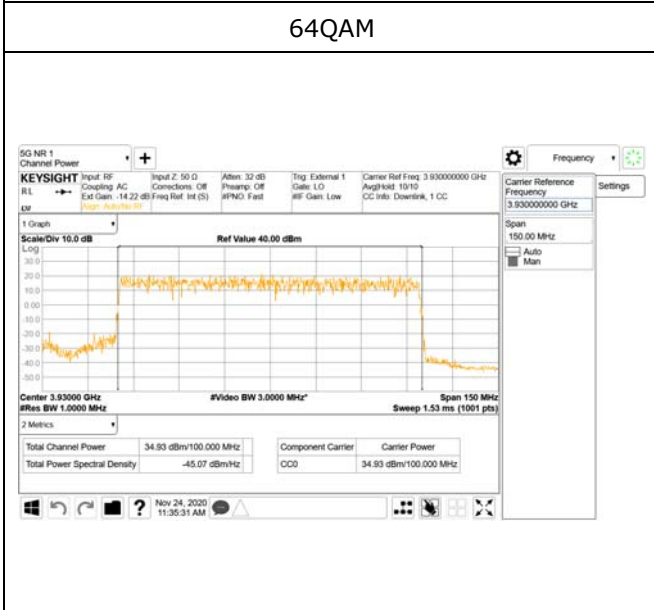 64QAM
5G NR 1
Channel Power
Frequency
KEYSIGHT
Input: RF
Input Z: 50 Ω
Atten: 32 dB
Trig: External 1
Carrier Ref Freq: 3.930000000 GHz
RL
Coupling: AC
Corrections: Off
Preamp: Off
Gate: LO
Avg|Hold: 10/10
Ext Gain: -14.22 dB
Freq Ref: Int (S)
#PNO: Fast
#IF Gain: Low
CC Info: Downlink, 1 CC
Align: Auto/No RF
Carrier Reference
Frequency
3.930000000 GHz
Settings
Span
150.00 MHz
Auto
Man
1 Graph
Scale/Div 10.0 dB
Ref Value 40.00 dBm
Log
30.0
20.0
10.0
0.00
-10.0
-20.0
-30.0
-40.0
-50.0
Center 3.93000 GHz
#Video BW 3.0000 MHz*
Span 150 MHz
#Res BW 1.0000 MHz
Sweep 1.53 ms (1001 pts)
2 Metrics
Total Channel Power
34.93 dBm/100.000 MHz
Component Carrier
Carrier Power
Total Power Spectral Density
-45.07 dBm/Hz
CC0
34.93 dBm/100.000 MHz
?
Nov 24, 2020
11:35:31 AM